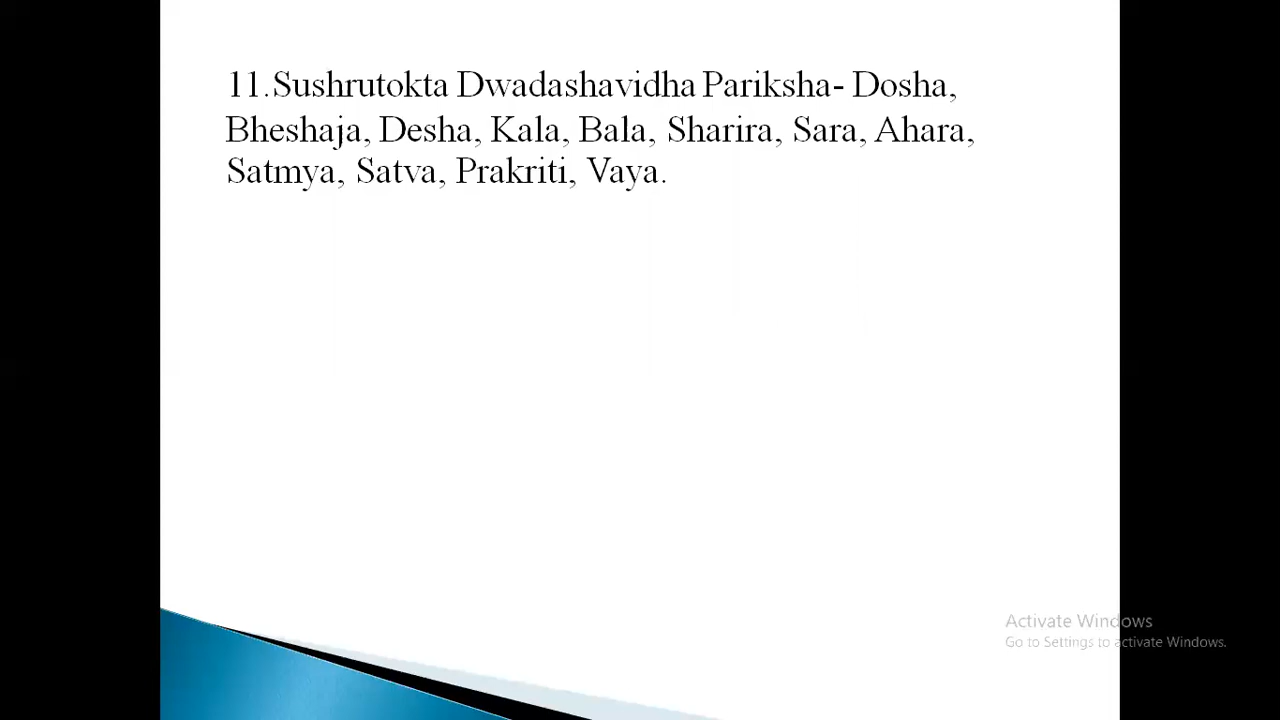 11.Sushrutokta Dwadashavidha Pariksha- Dosha,
Bheshaja, Desha, Kala, Bala, Sharira, Sara, Ahara,
Satmya, Satva, Prakriti, Vaya.
Activate Windows
Go to Settings to activate Windows.